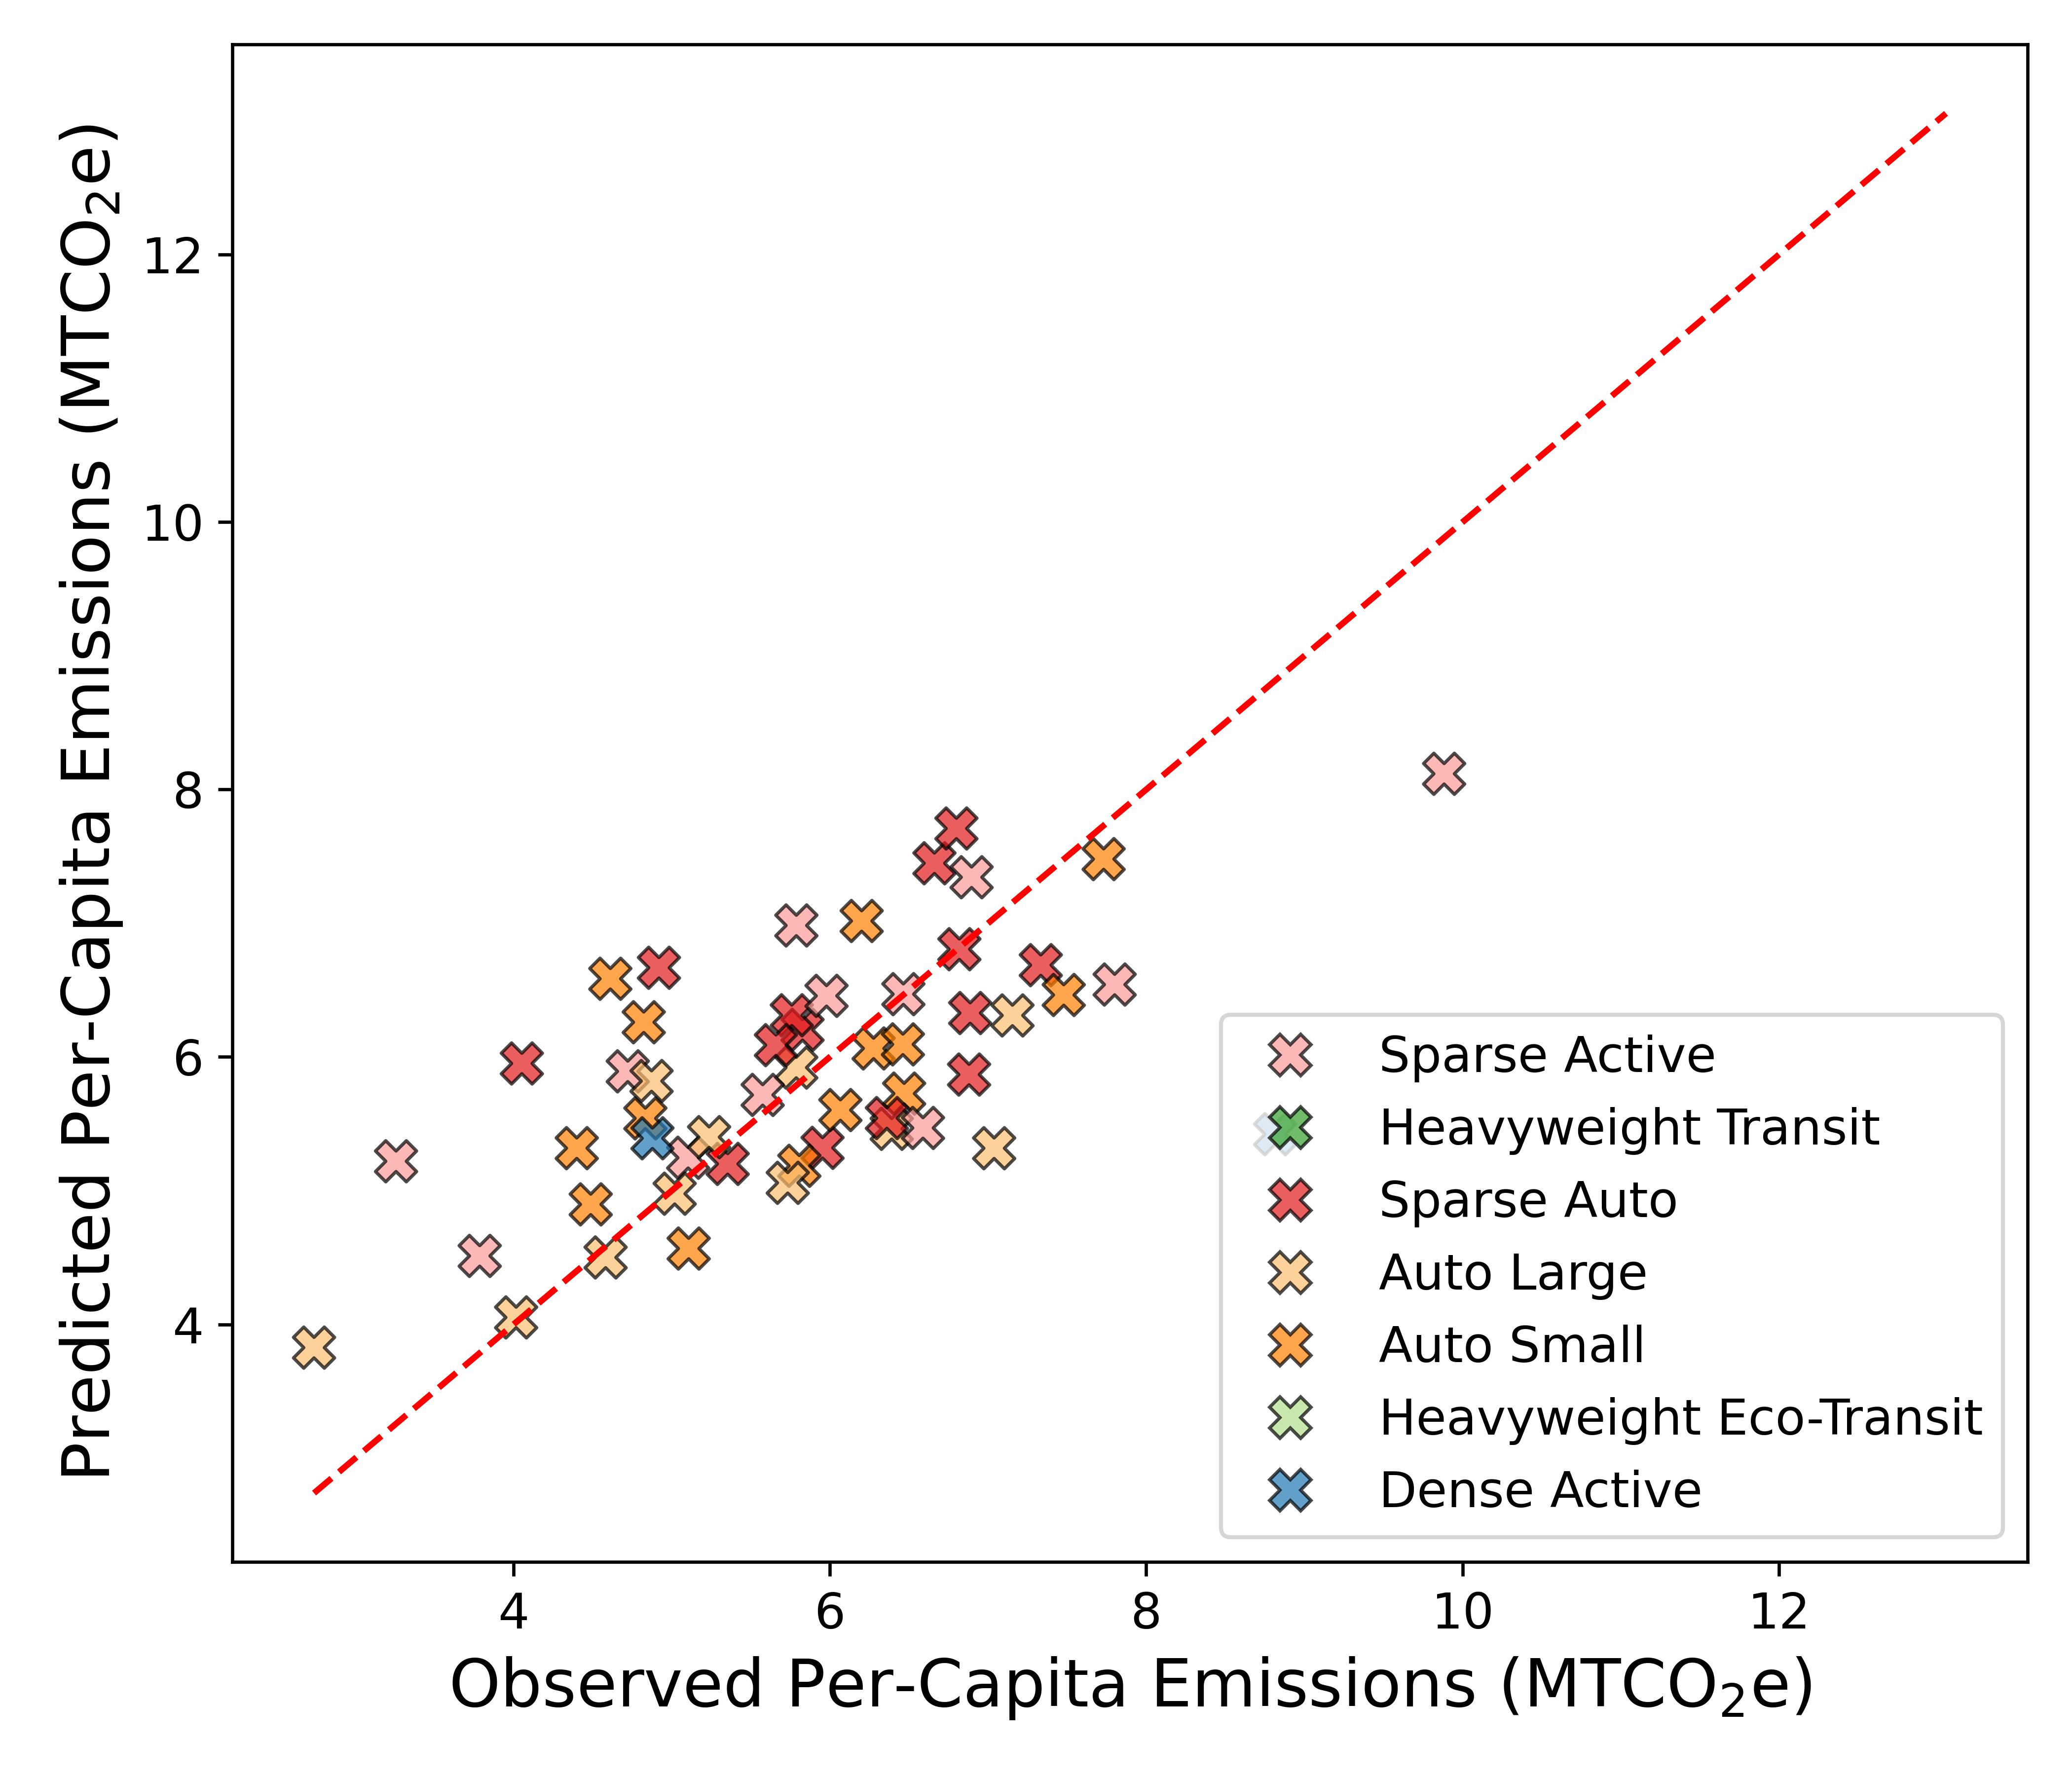 Predicted Per-Capita Emissions (MTCO₂e)
12
10
8
6
4
Sparse Active
Heavyweight Transit
Sparse Auto
Auto Large
Auto Small
Heavyweight Eco-Transit
Dense Active
4 6 8 10 12
Observed Per-Capita Emissions (MTCO₂e)